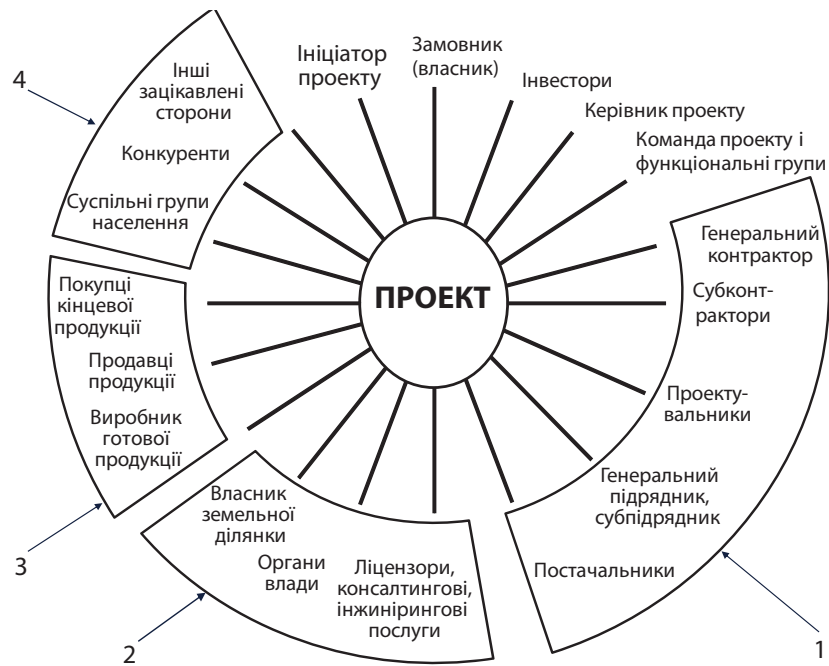 4
Інші
зацікавлені
сторони
Конкуренти
Суспільні групи
населення
Ініціатор
проекту
Замовник
(власник)
Інвестори
Керівник проекту
Команда проекту і
функціональні групи
Генеральний
контрактор
Субконт-
рактори
Проекту-
вальники
Генеральний
підрядник,
субпідрядник
Постачальники
1
ПРОЕКТ
Покупці
кінцевої
продукції
Продавці
продукції
Виробник
готової
продукції
3
Власник
земельної
ділянки
Органи
влади
Ліцензори,
консалтингові,
інжинірингові
послуги
2